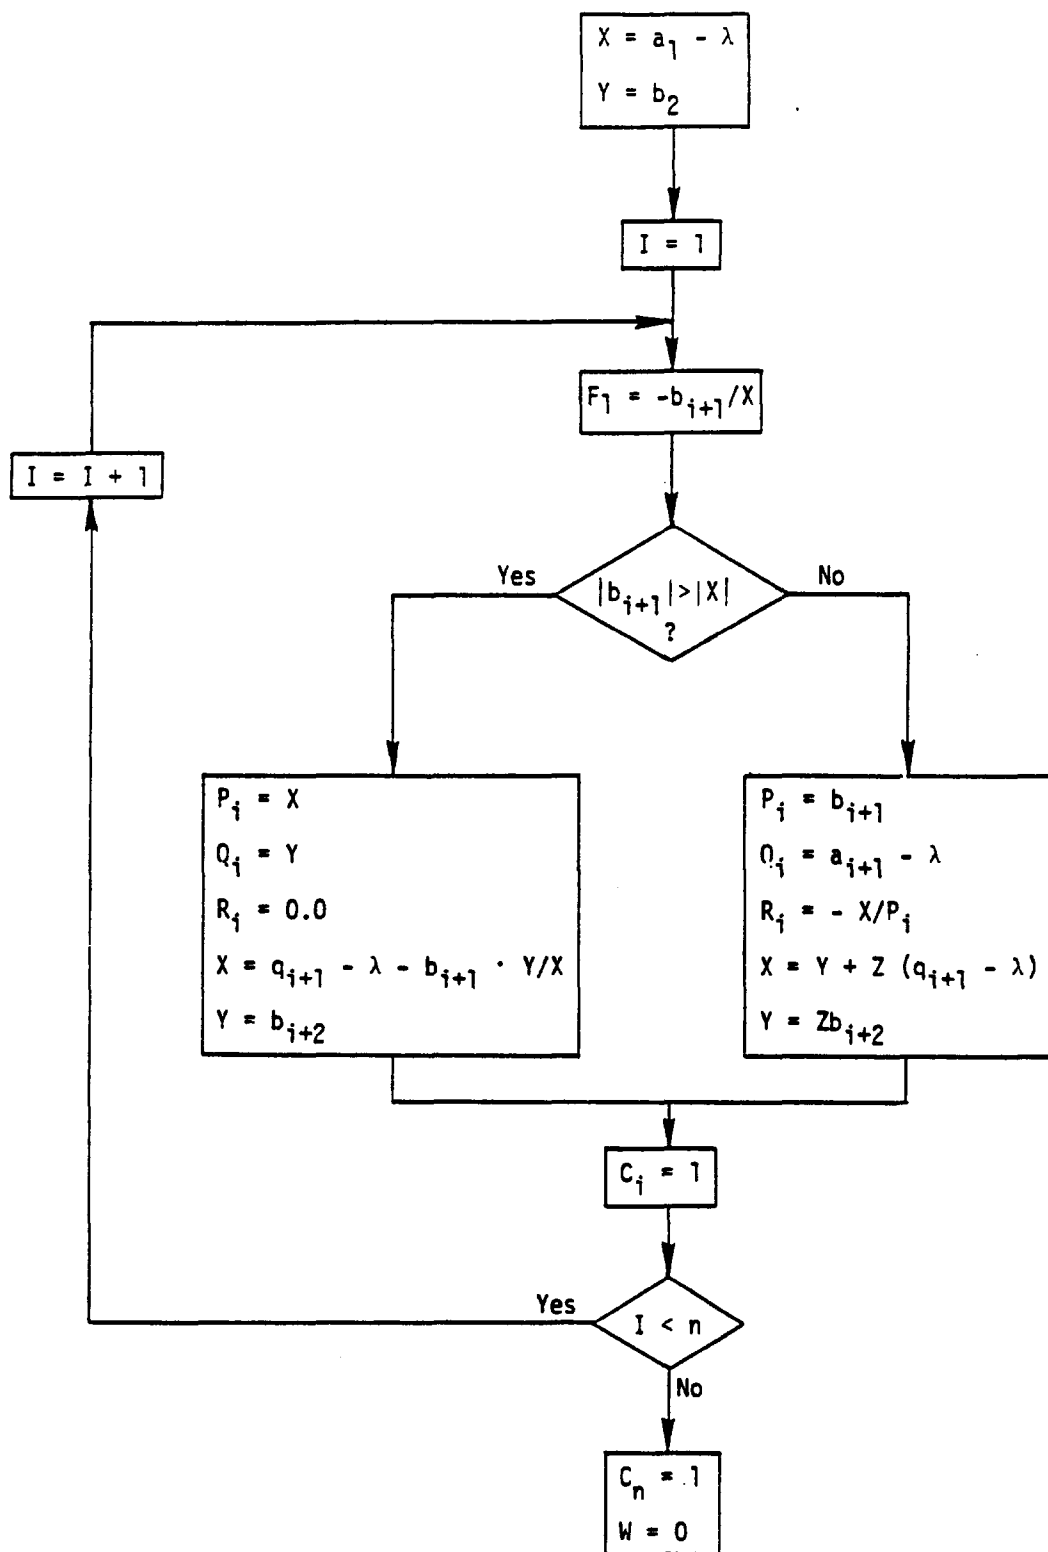 X = a₁ - λ
Y = b₂
I = 1
F₁ = -bᵢ₊₁/X
I = I + 1
Yes
|bᵢ₊₁|>|X|
?
No
Pᵢ = X
Qᵢ = Y
Rᵢ = 0.0
X = qᵢ₊₁ - λ - bᵢ₊₁ · Y/X
Y = bᵢ₊₂
Pᵢ = bᵢ₊₁
Qᵢ = aᵢ₊₁ - λ
Rᵢ = - X/Pᵢ
X = Y + Z (qᵢ₊₁ - λ)
Y = Zbᵢ₊₂
Cᵢ = 1
Yes
I < n
No
Cₙ = 1
W = 0